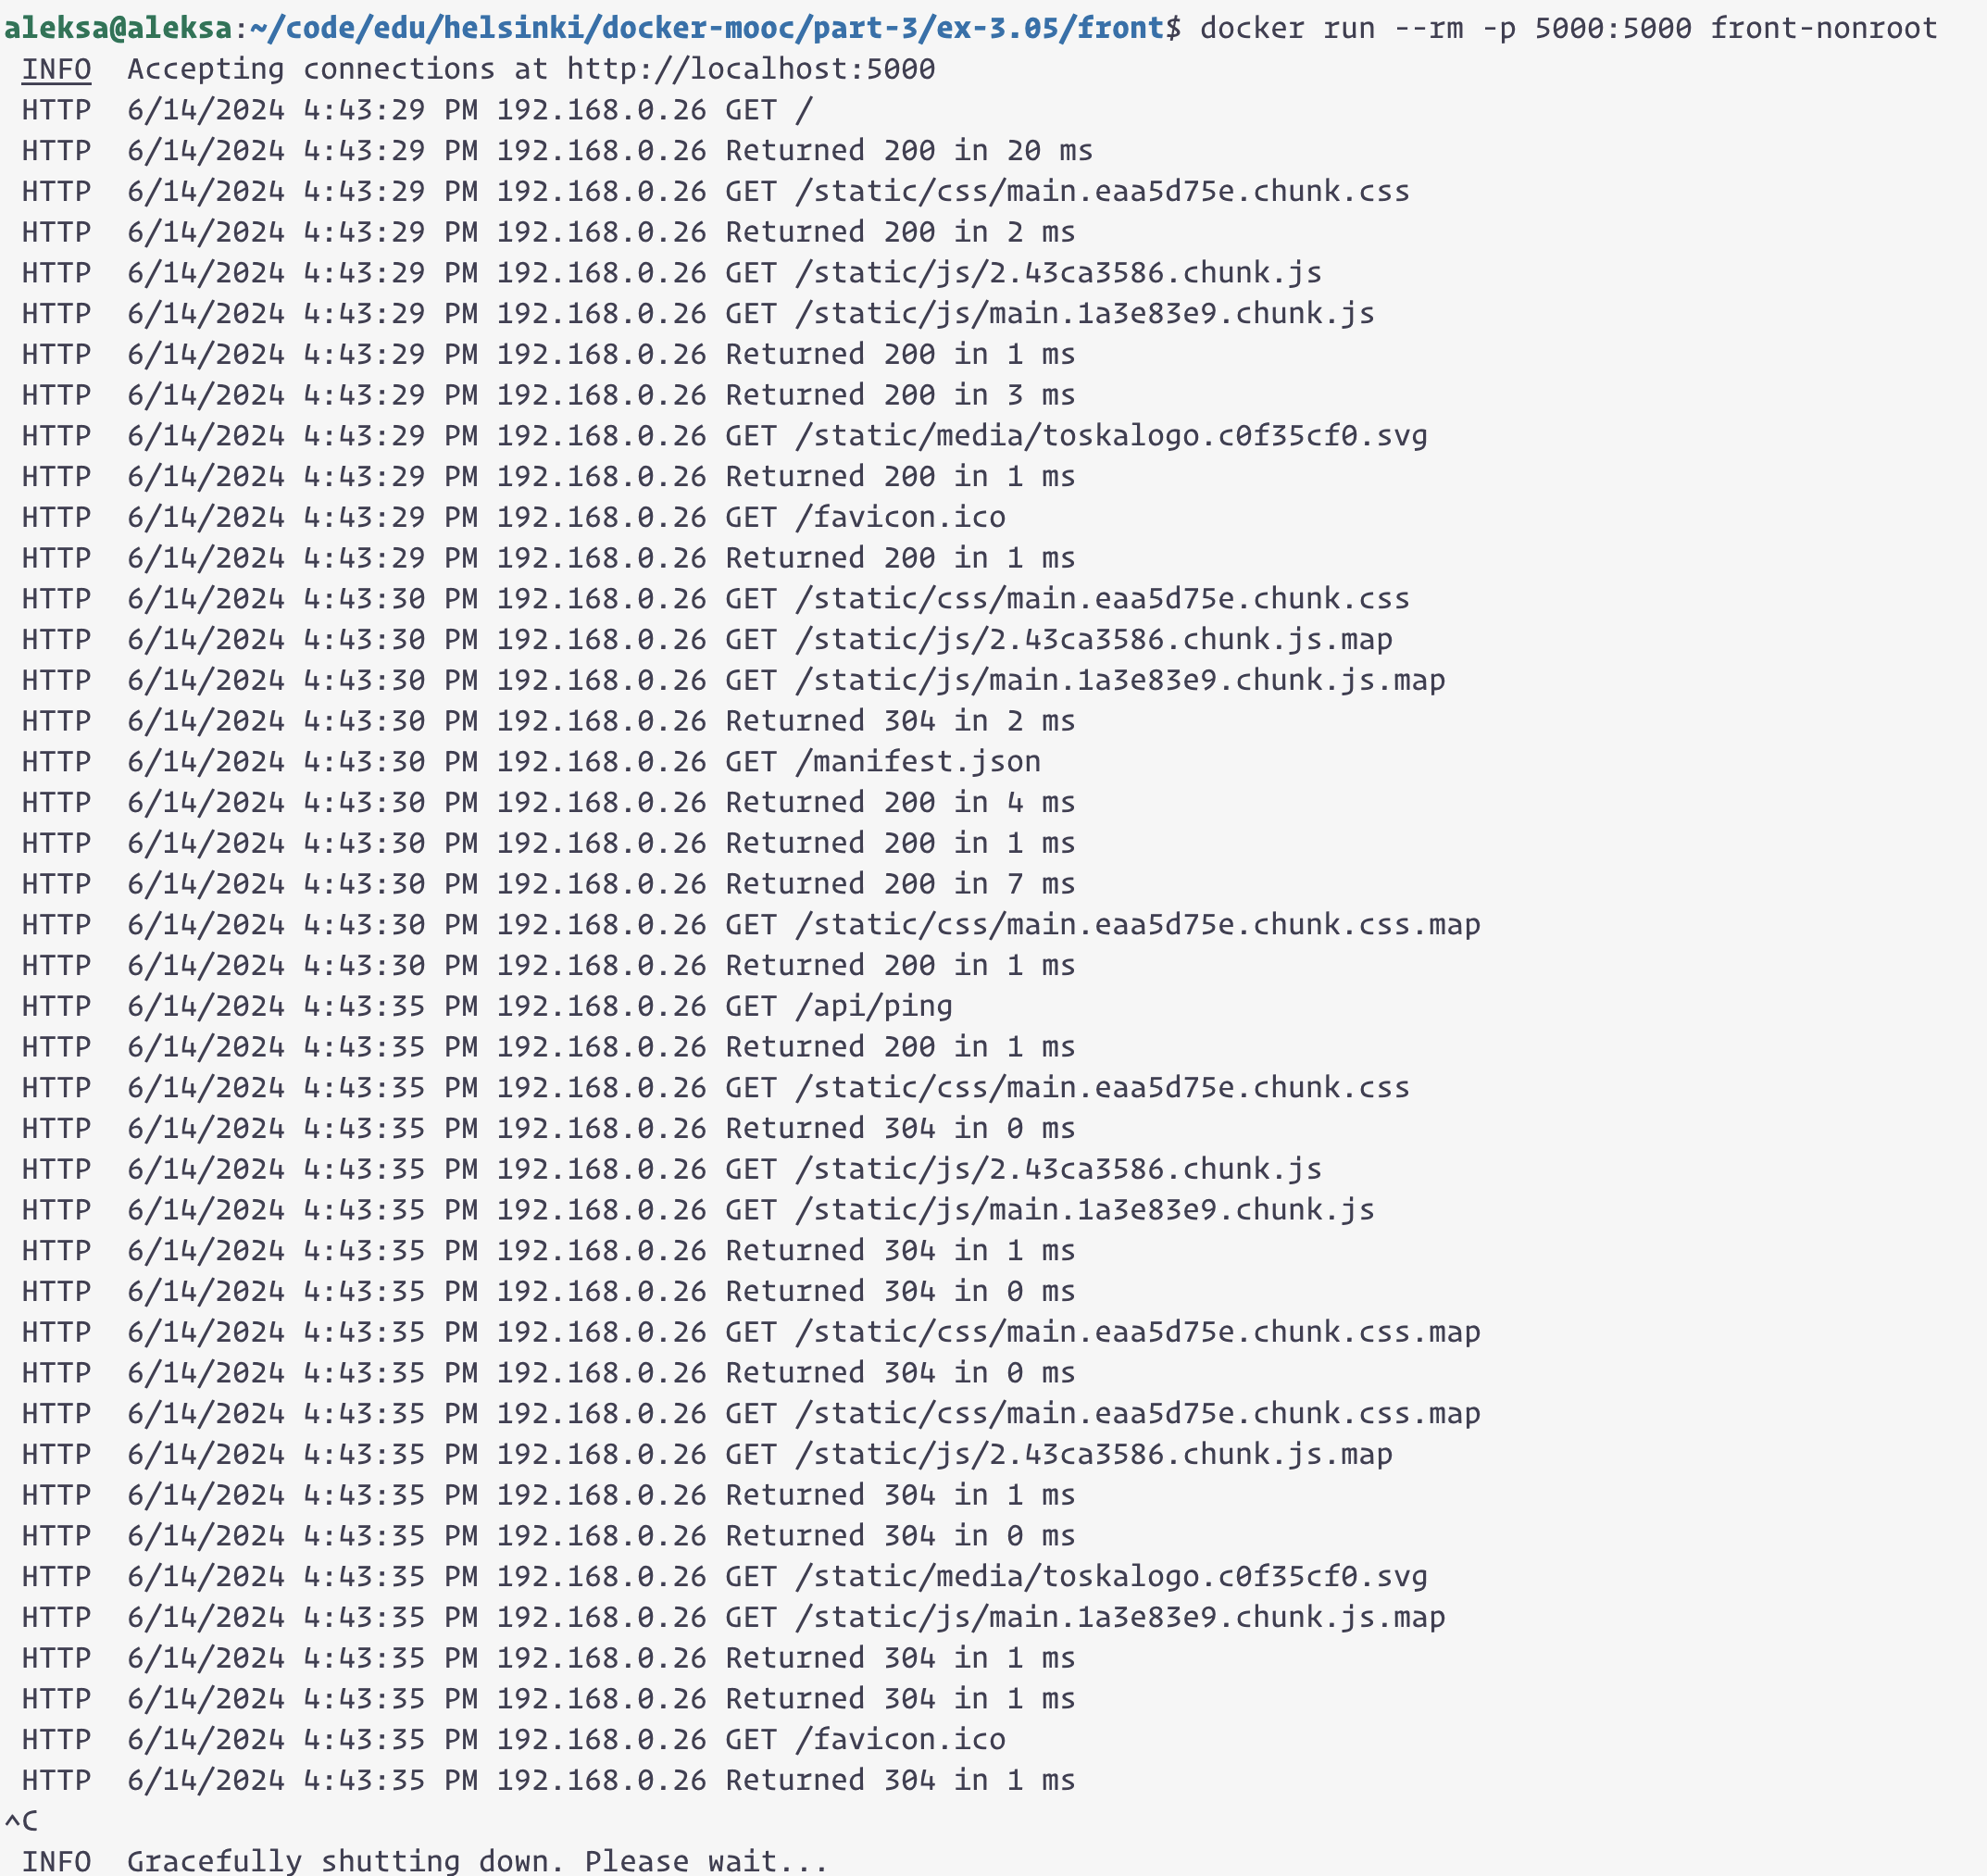 aleksa@aleksa:~/code/edu/helsinki/docker-mooc/part-3/ex-3.05/front$ docker run --rm -p 5000:5000 front-nonroot
INFO  Accepting connections at http://localhost:5000
HTTP  6/14/2024 4:43:29 PM 192.168.0.26 GET /
HTTP  6/14/2024 4:43:29 PM 192.168.0.26 Returned 200 in 20 ms
HTTP  6/14/2024 4:43:29 PM 192.168.0.26 GET /static/css/main.eaa5d75e.chunk.css
HTTP  6/14/2024 4:43:29 PM 192.168.0.26 Returned 200 in 2 ms
HTTP  6/14/2024 4:43:29 PM 192.168.0.26 GET /static/js/2.43ca3586.chunk.js
HTTP  6/14/2024 4:43:29 PM 192.168.0.26 GET /static/js/main.1a3e83e9.chunk.js
HTTP  6/14/2024 4:43:29 PM 192.168.0.26 Returned 200 in 1 ms
HTTP  6/14/2024 4:43:29 PM 192.168.0.26 Returned 200 in 3 ms
HTTP  6/14/2024 4:43:29 PM 192.168.0.26 GET /static/media/toskalogo.c0f35cf0.svg
HTTP  6/14/2024 4:43:29 PM 192.168.0.26 Returned 200 in 1 ms
HTTP  6/14/2024 4:43:29 PM 192.168.0.26 GET /favicon.ico
HTTP  6/14/2024 4:43:29 PM 192.168.0.26 Returned 200 in 1 ms
HTTP  6/14/2024 4:43:30 PM 192.168.0.26 GET /static/css/main.eaa5d75e.chunk.css
HTTP  6/14/2024 4:43:30 PM 192.168.0.26 GET /static/js/2.43ca3586.chunk.js.map
HTTP  6/14/2024 4:43:30 PM 192.168.0.26 GET /static/js/main.1a3e83e9.chunk.js.map
HTTP  6/14/2024 4:43:30 PM 192.168.0.26 Returned 304 in 2 ms
HTTP  6/14/2024 4:43:30 PM 192.168.0.26 GET /manifest.json
HTTP  6/14/2024 4:43:30 PM 192.168.0.26 Returned 200 in 4 ms
HTTP  6/14/2024 4:43:30 PM 192.168.0.26 Returned 200 in 1 ms
HTTP  6/14/2024 4:43:30 PM 192.168.0.26 Returned 200 in 7 ms
HTTP  6/14/2024 4:43:30 PM 192.168.0.26 GET /static/css/main.eaa5d75e.chunk.css.map
HTTP  6/14/2024 4:43:30 PM 192.168.0.26 Returned 200 in 1 ms
HTTP  6/14/2024 4:43:35 PM 192.168.0.26 GET /api/ping
HTTP  6/14/2024 4:43:35 PM 192.168.0.26 Returned 200 in 1 ms
HTTP  6/14/2024 4:43:35 PM 192.168.0.26 GET /static/css/main.eaa5d75e.chunk.css
HTTP  6/14/2024 4:43:35 PM 192.168.0.26 Returned 304 in 0 ms
HTTP  6/14/2024 4:43:35 PM 192.168.0.26 GET /static/js/2.43ca3586.chunk.js
HTTP  6/14/2024 4:43:35 PM 192.168.0.26 GET /static/js/main.1a3e83e9.chunk.js
HTTP  6/14/2024 4:43:35 PM 192.168.0.26 Returned 304 in 1 ms
HTTP  6/14/2024 4:43:35 PM 192.168.0.26 Returned 304 in 0 ms
HTTP  6/14/2024 4:43:35 PM 192.168.0.26 GET /static/css/main.eaa5d75e.chunk.css.map
HTTP  6/14/2024 4:43:35 PM 192.168.0.26 Returned 304 in 0 ms
HTTP  6/14/2024 4:43:35 PM 192.168.0.26 GET /static/css/main.eaa5d75e.chunk.css.map
HTTP  6/14/2024 4:43:35 PM 192.168.0.26 GET /static/js/2.43ca3586.chunk.js.map
HTTP  6/14/2024 4:43:35 PM 192.168.0.26 Returned 304 in 1 ms
HTTP  6/14/2024 4:43:35 PM 192.168.0.26 Returned 304 in 0 ms
HTTP  6/14/2024 4:43:35 PM 192.168.0.26 GET /static/media/toskalogo.c0f35cf0.svg
HTTP  6/14/2024 4:43:35 PM 192.168.0.26 GET /static/js/main.1a3e83e9.chunk.js.map
HTTP  6/14/2024 4:43:35 PM 192.168.0.26 Returned 304 in 1 ms
HTTP  6/14/2024 4:43:35 PM 192.168.0.26 Returned 304 in 1 ms
HTTP  6/14/2024 4:43:35 PM 192.168.0.26 GET /favicon.ico
HTTP  6/14/2024 4:43:35 PM 192.168.0.26 Returned 304 in 1 ms
^C
INFO  Gracefully shutting down. Please wait...